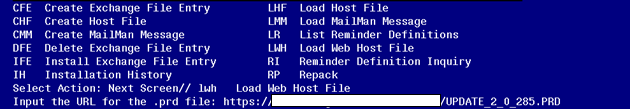 CFE  Create Exchange File Entry          LHF  Load Host File
CHF  Create Host File                    LMM  Load MailMan Message
CMM  Create MailMan Message              LR   List Reminder Definitions
DFE  Delete Exchange File Entry          LWH  Load Web Host File
IFE  Install Exchange File Entry         RI   Reminder Definition Inquiry
IH   Installation History                RP   Repack
Select Action: Next Screen// lwh   Load Web Host File
Input the URL for the .prd file: https:/ /UPDATE_2_0_285.PRD